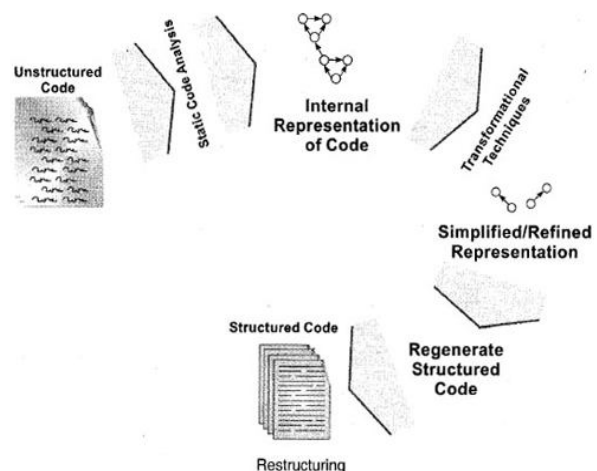 Unstructured
Code
Static Code Analysis
Internal
Representation
of Code
Transformational
Techniques
Simplified/Refined
Representation
Regenerate
Structured
Code
Structured Code
Restructuring